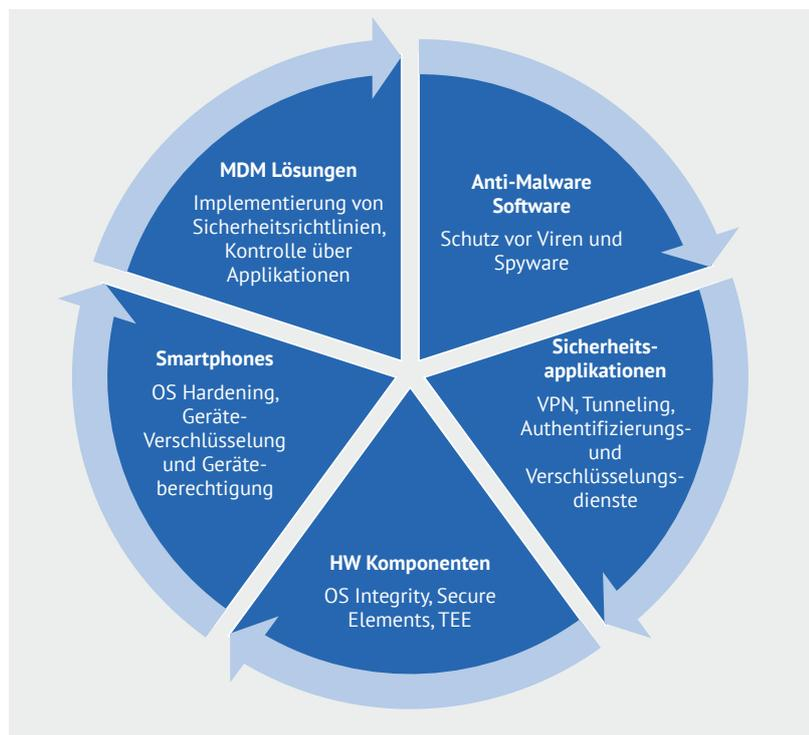 MDM Lösungen
Implementierung von
Sicherheitsrichtlinien,
Kontrolle über
Applikationen
Anti-Malware
Software
Schutz vor Viren und
Spyware
Sicherheits-
applikationen
VPN, Tunneling,
Authentifizierungs-
und
Verschlüsselungs-
dienste
HW Komponenten
OS Integrity, Secure
Elements, TEE
Smartphones
OS Hardening,
Geräte-
Verschlüsselung
und Geräte-
berechtigung